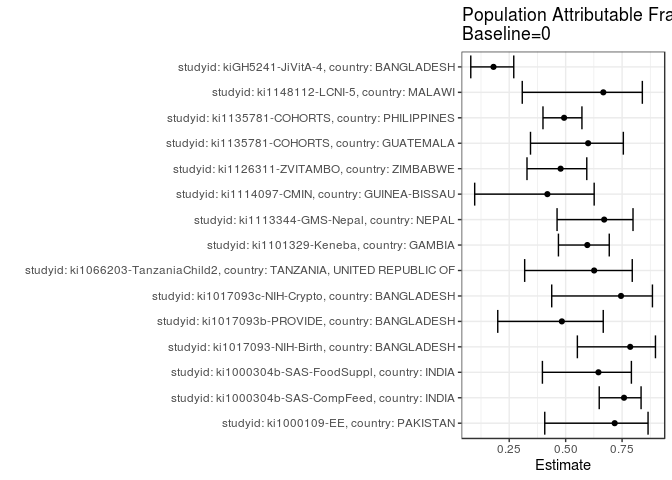 Population Attributable Fra
Baseline=0
studyid: kiGH5241-JiVitA-4, country: BANGLADESH
studyid: ki1148112-LCNI-5, country: MALAWI
studyid: ki1135781-COHORTS, country: PHILIPPINES
studyid: ki1135781-COHORTS, country: GUATEMALA
studyid: ki1126311-ZVITAMBO, country: ZIMBABWE
studyid: ki1114097-CMIN, country: GUINEA-BISSAU
studyid: ki1113344-GMS-Nepal, country: NEPAL
studyid: ki1101329-Keneba, country: GAMBIA
studyid: ki1066203-TanzaniaChild2, country: TANZANIA, UNITED REPUBLIC OF
studyid: ki1017093c-NIH-Crypto, country: BANGLADESH
studyid: ki1017093b-PROVIDE, country: BANGLADESH
studyid: ki1017093-NIH-Birth, country: BANGLADESH
studyid: ki1000304b-SAS-FoodSuppl, country: INDIA
studyid: ki1000304b-SAS-CompFeed, country: INDIA
studyid: ki1000109-EE, country: PAKISTAN
0.25 0.50 0.75
Estimate